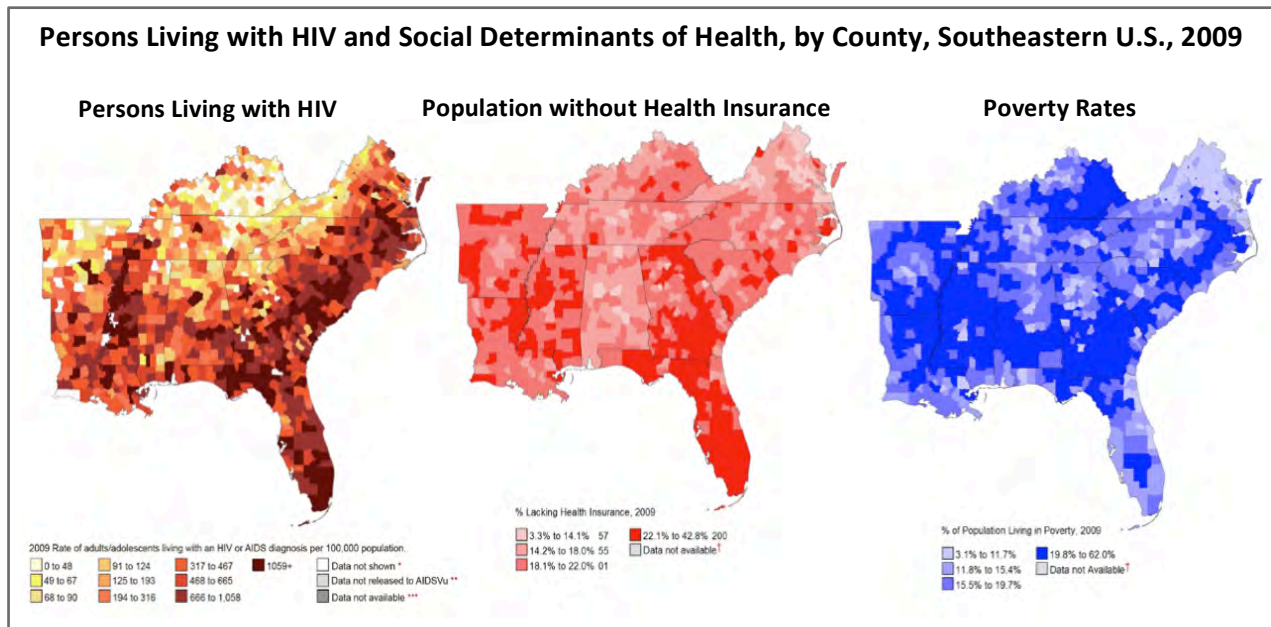 Persons Living with HIV and Social Determinants of Health, by County, Southeastern U.S., 2009
Persons Living with HIV
Population without Health Insurance
Poverty Rates
2009 Rate of adults/adolescents living with an HIV or AIDS diagnosis per 100,000 population.
0 to 48
91 to 124
317 to 467
1059+
Data not shown *
49 to 67
125 to 193
468 to 665
Data not released to AIDSVu **
68 to 90
194 to 316
666 to 1,058
Data not available ***
% Lacking Health Insurance, 2009
3.3% to 14.1% 57
22.1% to 42.8% 200
14.2% to 18.0% 55
Data not available†
18.1% to 22.0% 01
% of Population Living in Poverty, 2009
3.1% to 11.7%
19.8% to 62.0%
11.8% to 15.4%
Data not Available†
15.5% to 19.7%